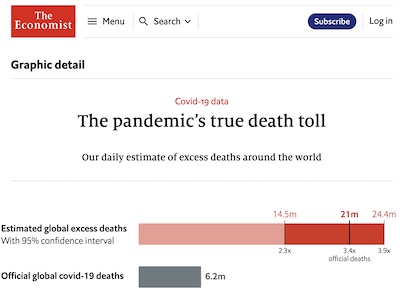 The
Economist
Menu
Search
Subscribe
Log in
Graphic detail
Covid-19 data
The pandemic's true death toll
Our daily estimate of excess deaths around the world
14.5m 21m 24.4m
Estimated global excess deaths
With 95% confidence interval
2.3x 3.4x 3.9x
official deaths
Official global covid-19 deaths 6.2m